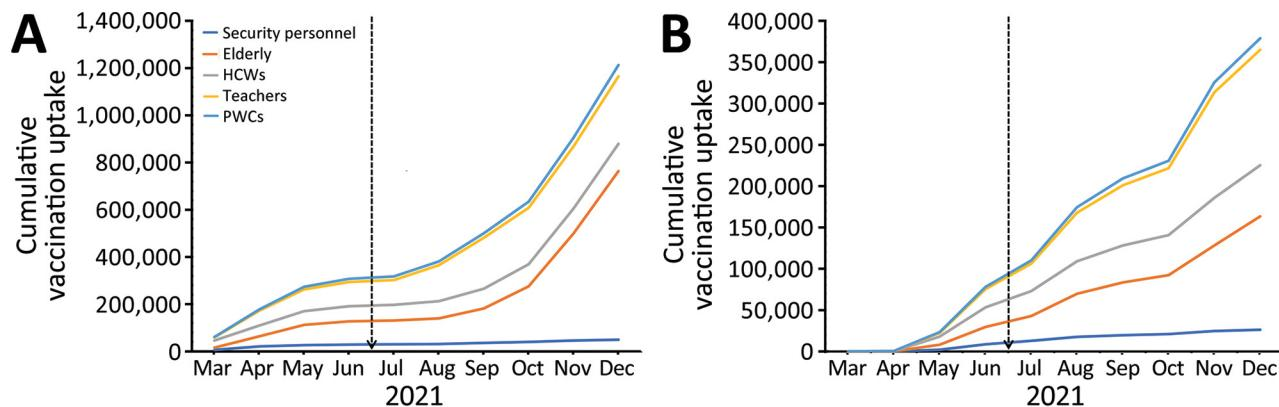 A
Cumulative
vaccination uptake
1,400,000
1,200,000
1,000,000
800,000
600,000
400,000
200,000
0
Security personnel
Elderly
HCWs
Teachers
PWCs
Mar Apr May Jun Jul Aug Sep Oct Nov Dec
2021
B
Cumulative
vaccination uptake
400,000
350,000
300,000
250,000
200,000
150,000
100,000
50,000
0
Mar Apr May Jun Jul Aug Sep Oct Nov Dec
2021